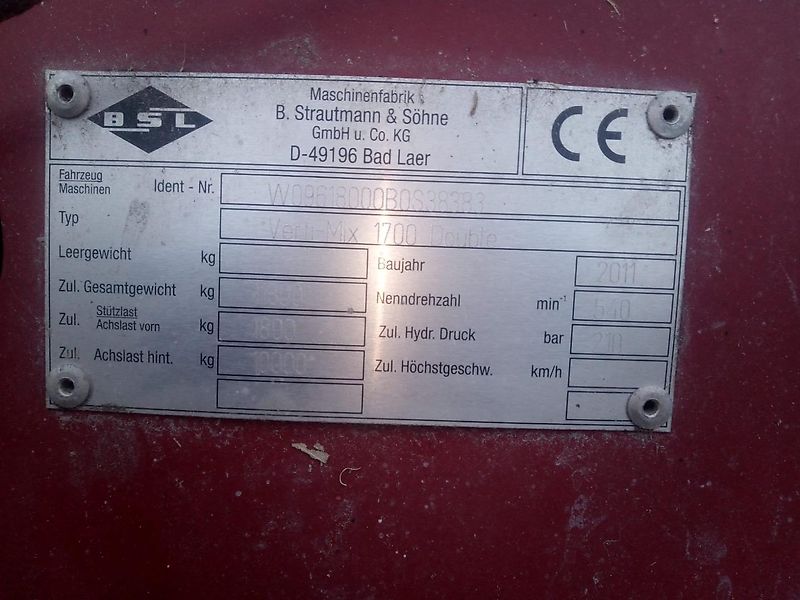 BSL
Maschinenfabrik
B. Strautmann & Söhne
GmbH u. Co. KG
D-49196 Bad Laer
CE
Fahrzeug
Maschinen
Ident - Nr. W09618000B0S38383
Typ Verti-Mix 1700 Double
Leergewicht kg
Baujahr 2011
Zul. Gesamtgewicht kg
Nenndrehzahl min-1 540
Zul. Stützlast
Achslast vorn kg
Zul. Hydr. Druck bar 210
Zul. Achslast hint. kg
Zul. Höchstgeschw. km/h